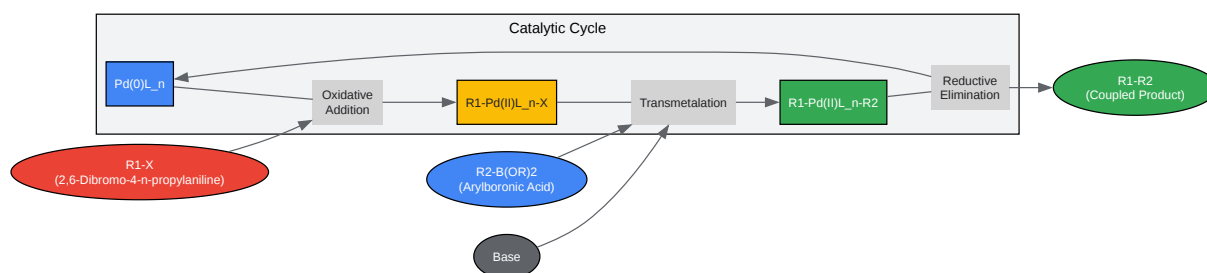 Catalytic Cycle
Pd(0)L_n
Oxidative
Addition
R1-Pd(II)L_n-X
Transmetalation
R1-Pd(II)L_n-R2
Reductive
Elimination
R1-R2
(Coupled Product)
R1-X
(2,6-Dibromo-4-n-propylaniline)
R2-B(OR)2
(Arylboronic Acid)
Base